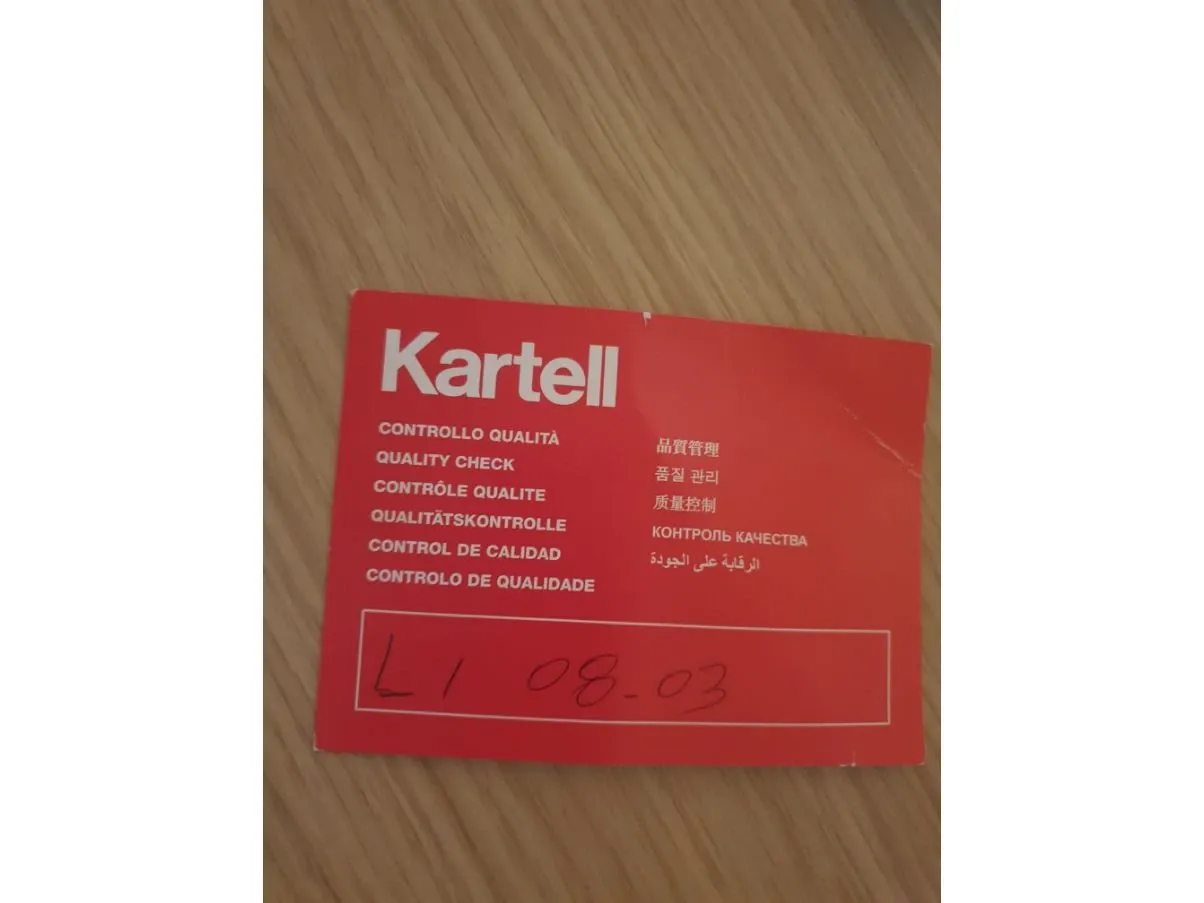 Kartell
CONTROLLO QUALITÀ
QUALITY CHECK
CONTRÔLE QUALITE
QUALITÄTSKONTROLLE
CONTROL DE CALIDAD
CONTROLO DE QUALIDADE
品質管理
품질 관리
质量控制
КОНТРОЛЬ КАЧЕСТВА
الرقابة على الجودة
L1 08-03